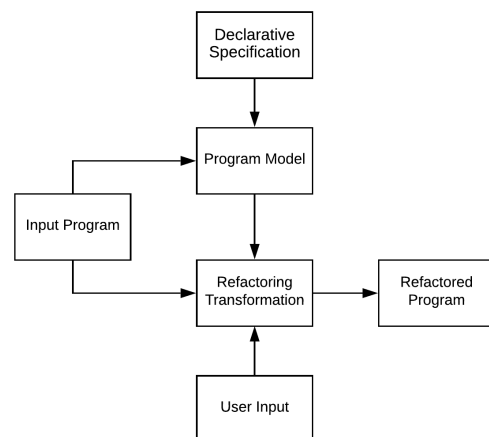 Declarative
Specification
Program Model
Input Program
Refactoring
Transformation
Refactored
Program
User Input